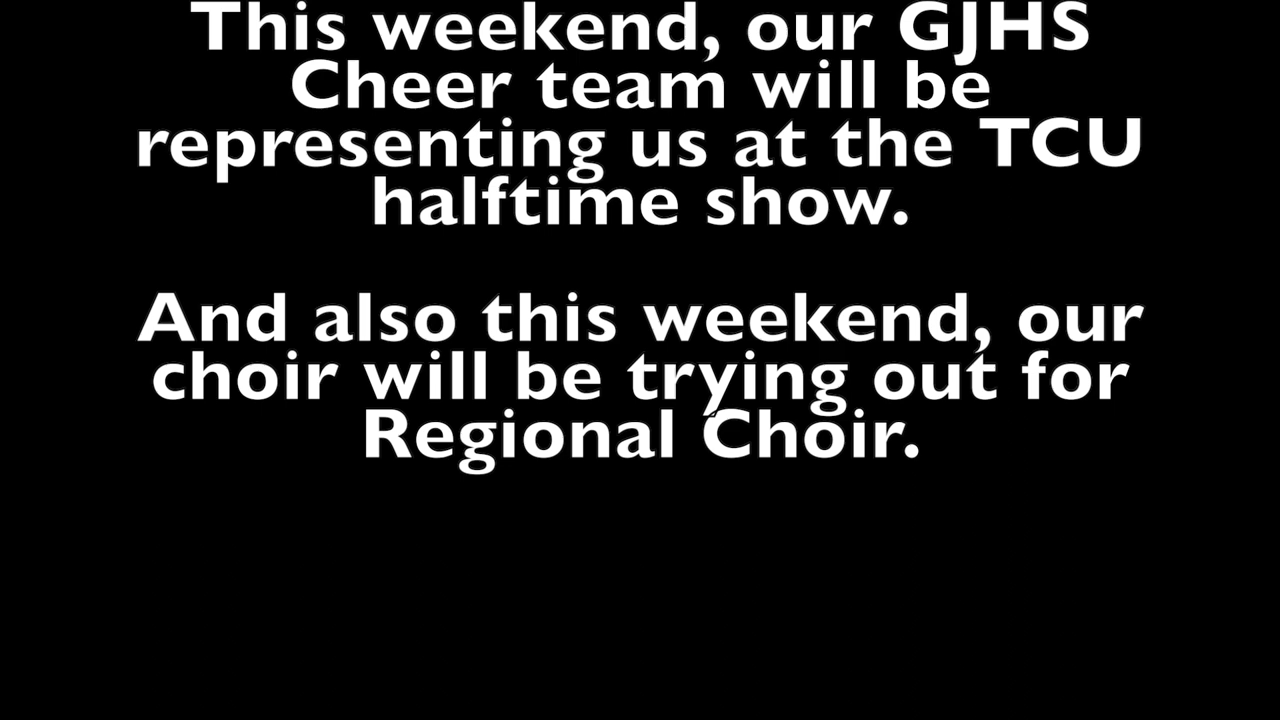 This weekend, our GJHS
Cheer team will be
representing us at the TCU
halftime show.
And also this weekend, our
choir will be trying out for
Regional Choir.